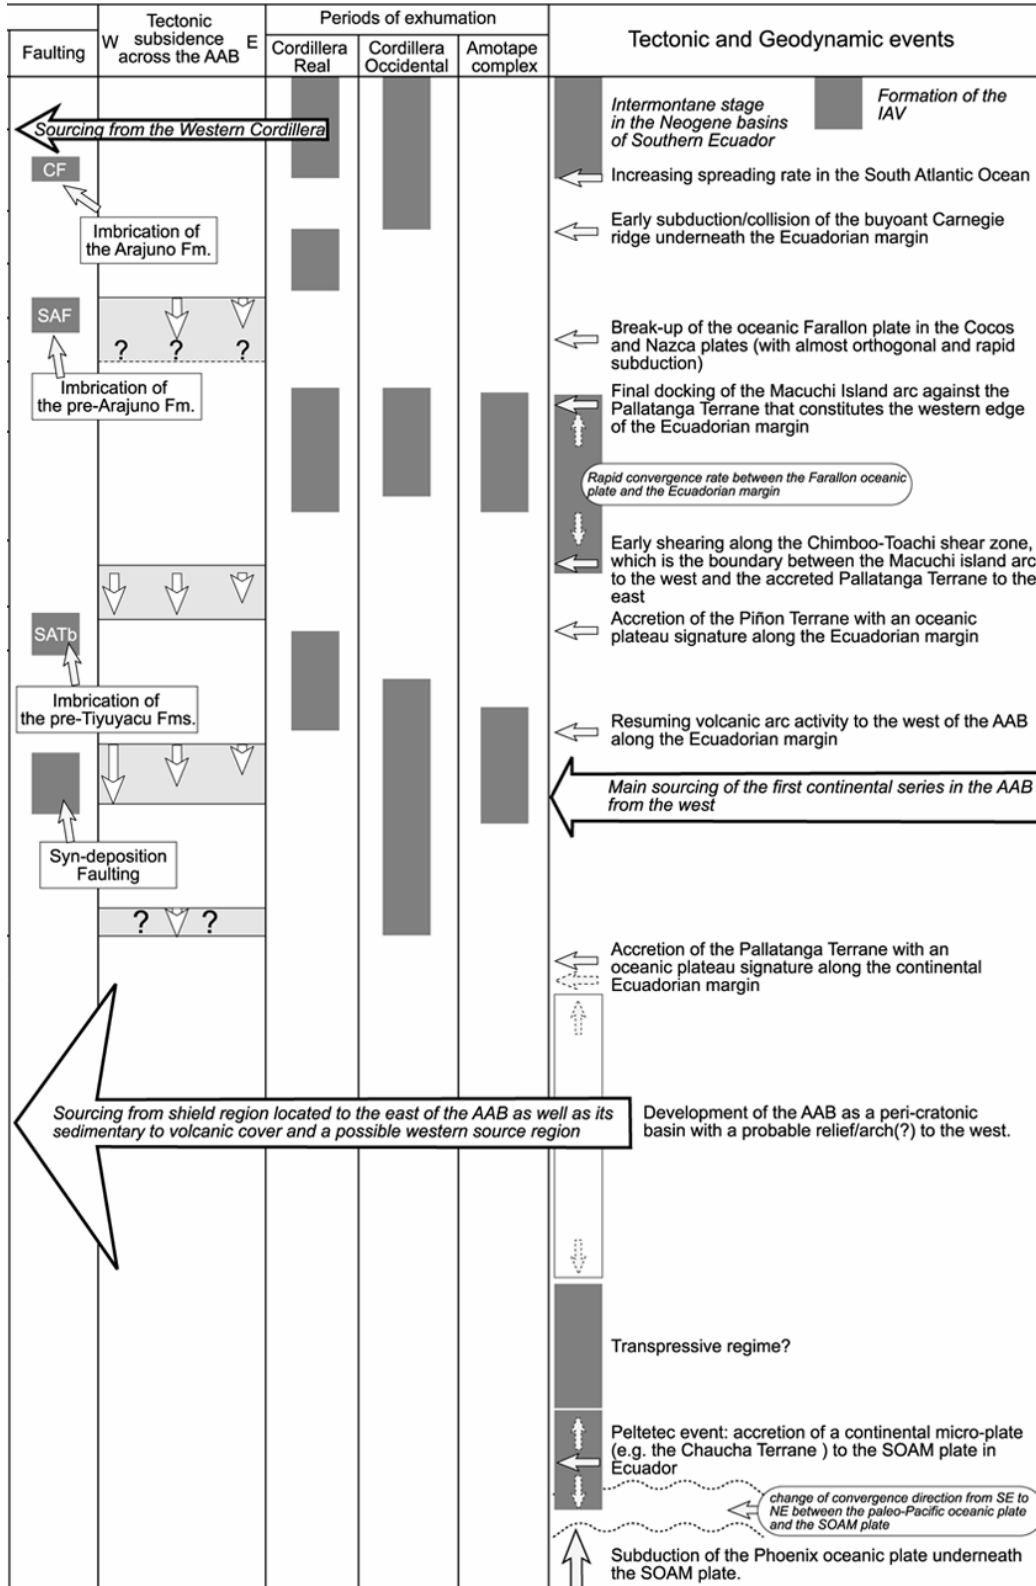 Faulting
Tectonic
subsidence
across the AAB
W
E
Periods of exhumation
Cordillera
Real
Cordillera
Occidental
Amotape
complex
Tectonic and Geodynamic events
Intermontane stage
in the Neogene basins
of Southern Ecuador
Formation of the
IAV
Sourcing from the Western Cordillera
CF
Increasing spreading rate in the South Atlantic Ocean
Imbrication of
the Arajuno Fm.
Early subduction/collision of the buyoant Carnegie
ridge underneath the Ecuadorian margin
SAF
? ? ?
Break-up of the oceanic Farallon plate in the Cocos
and Nazca plates (with almost orthogonal and rapid
subduction)
Imbrication of
the pre-Arajuno Fm.
Final docking of the Macuchi Island arc against the
Pallatanga Terrane that constitutes the western edge
of the Ecuadorian margin
Rapid convergence rate between the Farallon oceanic
plate and the Ecuadorian margin
Early shearing along the Chimboo-Toachi shear zone,
which is the boundary between the Macuchi island arc
to the west and the accreted Pallatanga Terrane to the
east
SATb
Accretion of the Piñon Terrane with an oceanic
plateau signature along the Ecuadorian margin
Imbrication of
the pre-Tiyuyacu Fms.
Resuming volcanic arc activity to the west of the AAB
along the Ecuadorian margin
Main sourcing of the first continental series in the AAB
from the west
Syn-deposition
Faulting
? ?
Accretion of the Pallatanga Terrane with an
oceanic plateau signature along the continental
Ecuadorian margin
Sourcing from shield region located to the east of the AAB as well as its
sedimentary to volcanic cover and a possible western source region
Development of the AAB as a peri-cratonic
basin with a probable relief/arch(?) to the west.
Transpressive regime?
Peltetec event: accretion of a continental micro-plate
(e.g. the Chaucha Terrane ) to the SOAM plate in
Ecuador
change of convergence direction from SE to
NE between the paleo-Pacific oceanic plate
and the SOAM plate
Subduction of the Phoenix oceanic plate underneath
the SOAM plate.